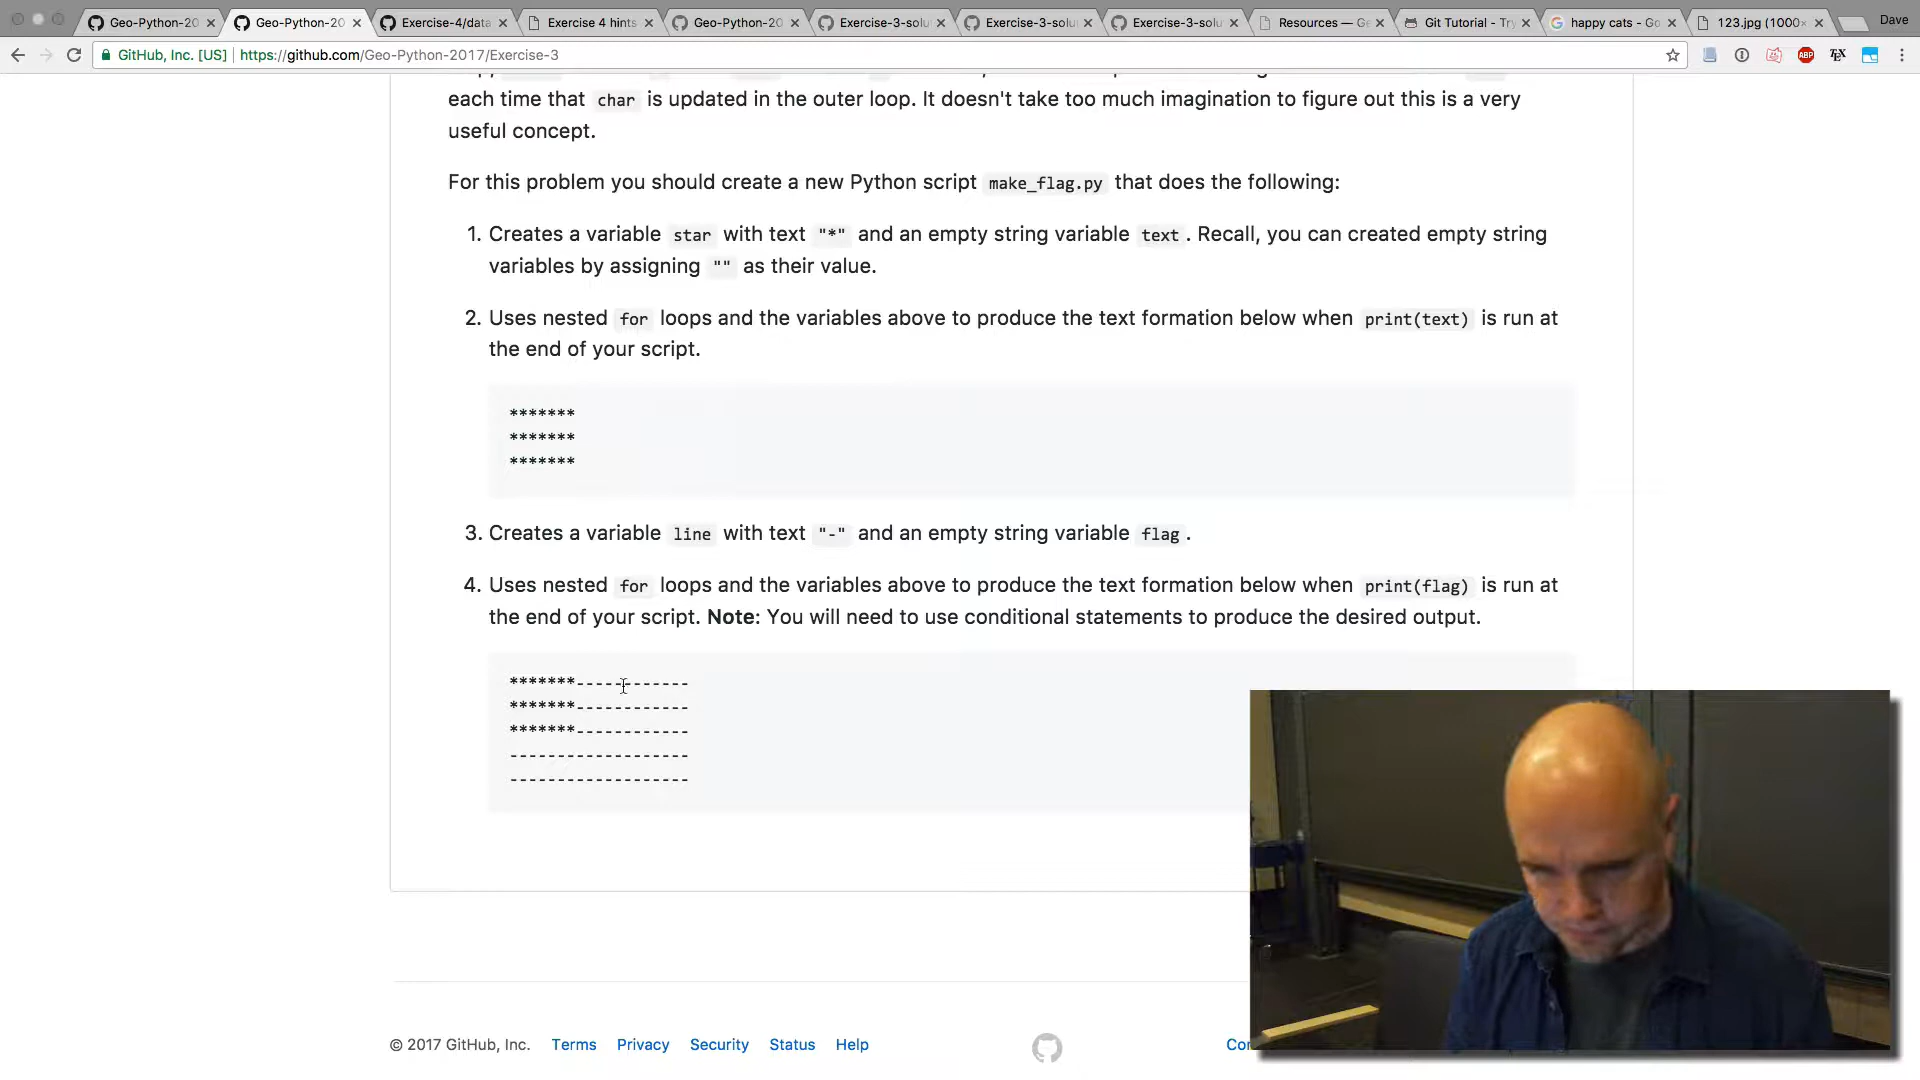 Geo-Python-20 Geo-Python-20 Exercise-4/data Exercise 4 hints Geo-Python-20 Exercise-3-solu Exercise-3-solu Exercise-3-solu Resources — Ge Git Tutorial - Try happy cats - Go 123.jpg (1000× Dave
GitHub, Inc. [US] https://github.com/Geo-Python-2017/Exercise-3 ABP TEX
each time that char is updated in the outer loop. It doesn't take too much imagination to figure out this is a very
useful concept.
For this problem you should create a new Python script make_flag.py that does the following:
1. Creates a variable star with text "*" and an empty string variable text . Recall, you can created empty string
variables by assigning "" as their value.
2. Uses nested for loops and the variables above to produce the text formation below when print(text) is run at
the end of your script.
*******
*******
*******
3. Creates a variable line with text "-" and an empty string variable flag .
4. Uses nested for loops and the variables above to produce the text formation below when print(flag) is run at
the end of your script. Note: You will need to use conditional statements to produce the desired output.
*******------------
*******------------
*******------------
-------------------
-------------------
© 2017 GitHub, Inc. Terms Privacy Security Status Help